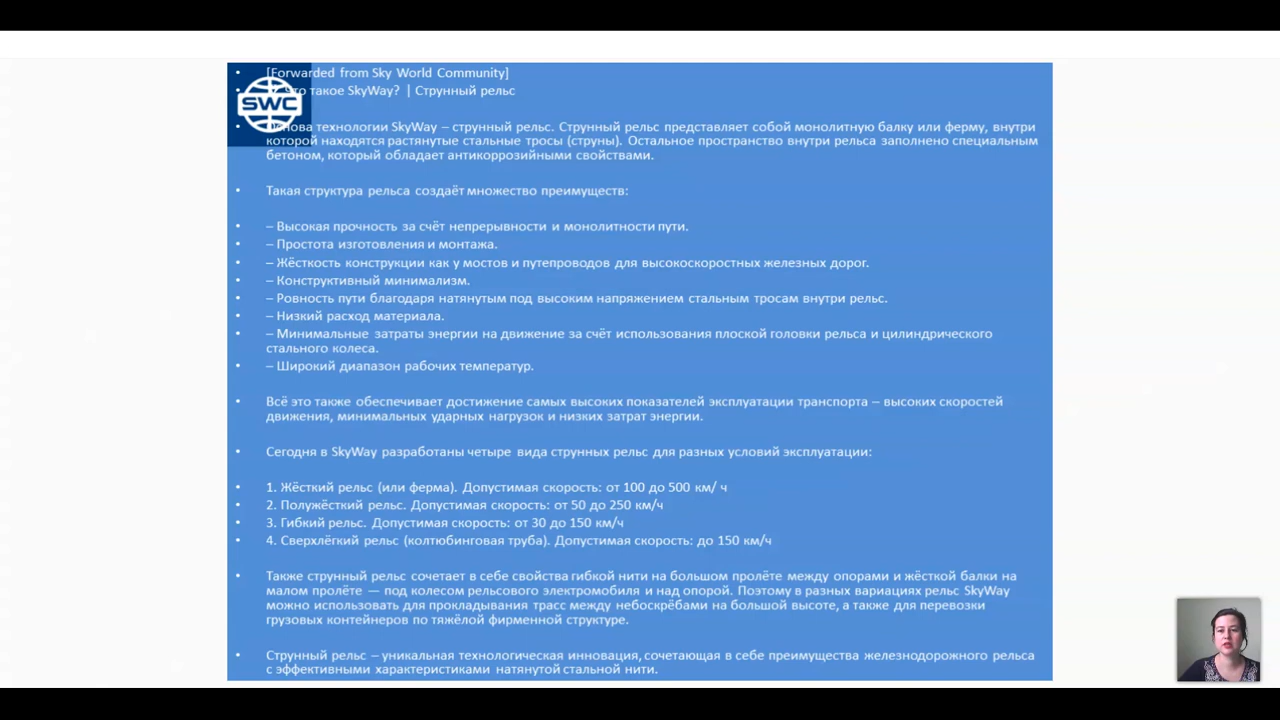 [Forwarded from Sky World Community]
такое SkyWay? | Струнный рельс
SWC
технологии SkyWay – струнный рельс. Струнный рельс представляет собой монолитную балку или ферму, внутри
которой находятся растянутые стальные тросы (струны). Остальное пространство внутри рельса заполнено специальным
бетоном, который обладает антикоррозийными свойствами.
Такая структура рельса создаёт множество преимуществ:
– Высокая прочность за счёт непрерывности и монолитности пути.
– Простота изготовления и монтажа.
– Жёсткость конструкции как у мостов и путепроводов для высокоскоростных железных дорог.
– Конструктивный минимализм.
– Ровность пути благодаря натянутым под высоким напряжением стальным тросам внутри рельс.
– Низкий расход материала.
– Минимальные затраты энергии на движение за счёт использования плоской головки рельса и цилиндрического
стального колеса.
– Широкий диапазон рабочих температур.
Всё это также обеспечивает достижение самых высоких показателей эксплуатации транспорта – высоких скоростей
движения, минимальных ударных нагрузок и низких затрат энергии.
Сегодня в SkyWay разработаны четыре вида струнных рельс для разных условий эксплуатации:
1. Жёсткий рельс (или ферма). Допустимая скорость: от 100 до 500 км/ ч
2. Полужёсткий рельс. Допустимая скорость: от 50 до 250 км/ч
3. Гибкий рельс. Допустимая скорость: от 30 до 150 км/ч
4. Сверхлёгкий рельс (колтюбинговая труба). Допустимая скорость: до 150 км/ч
Также струнный рельс сочетает в себе свойства гибкой нити на большом пролёте между опорами и жёсткой балки на
малом пролёте — под колесом рельсового электромобиля и над опорой. Поэтому в разных вариациях рельс SkyWay
можно использовать для прокладывания трасс между небоскрёбами на большой высоте, а также для перевозки
грузовых контейнеров по тяжёлой фирменной структуре.
Струнный рельс – уникальная технологическая инновация, сочетающая в себе преимущества железнодорожного рельса
с эффективными характеристиками натянутой стальной нити.